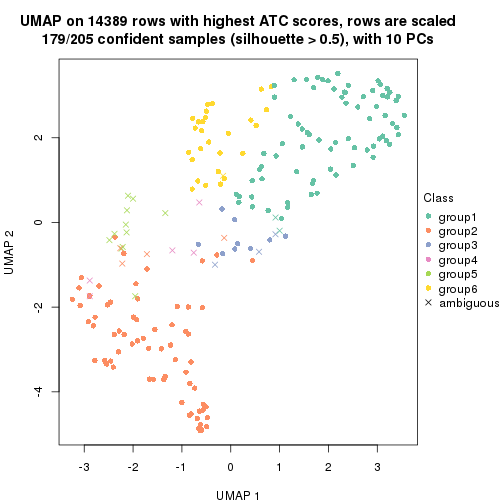 UMAP on 14389 rows with highest ATC scores, rows are scaled
179/205 confident samples (silhouette > 0.5), with 10 PCs
Class
group1
group2
group3
group4
group5
group6
ambiguous
2
0
-2
-4
UMAP 2
-3
-2
-1
0
1
2
3
UMAP 1